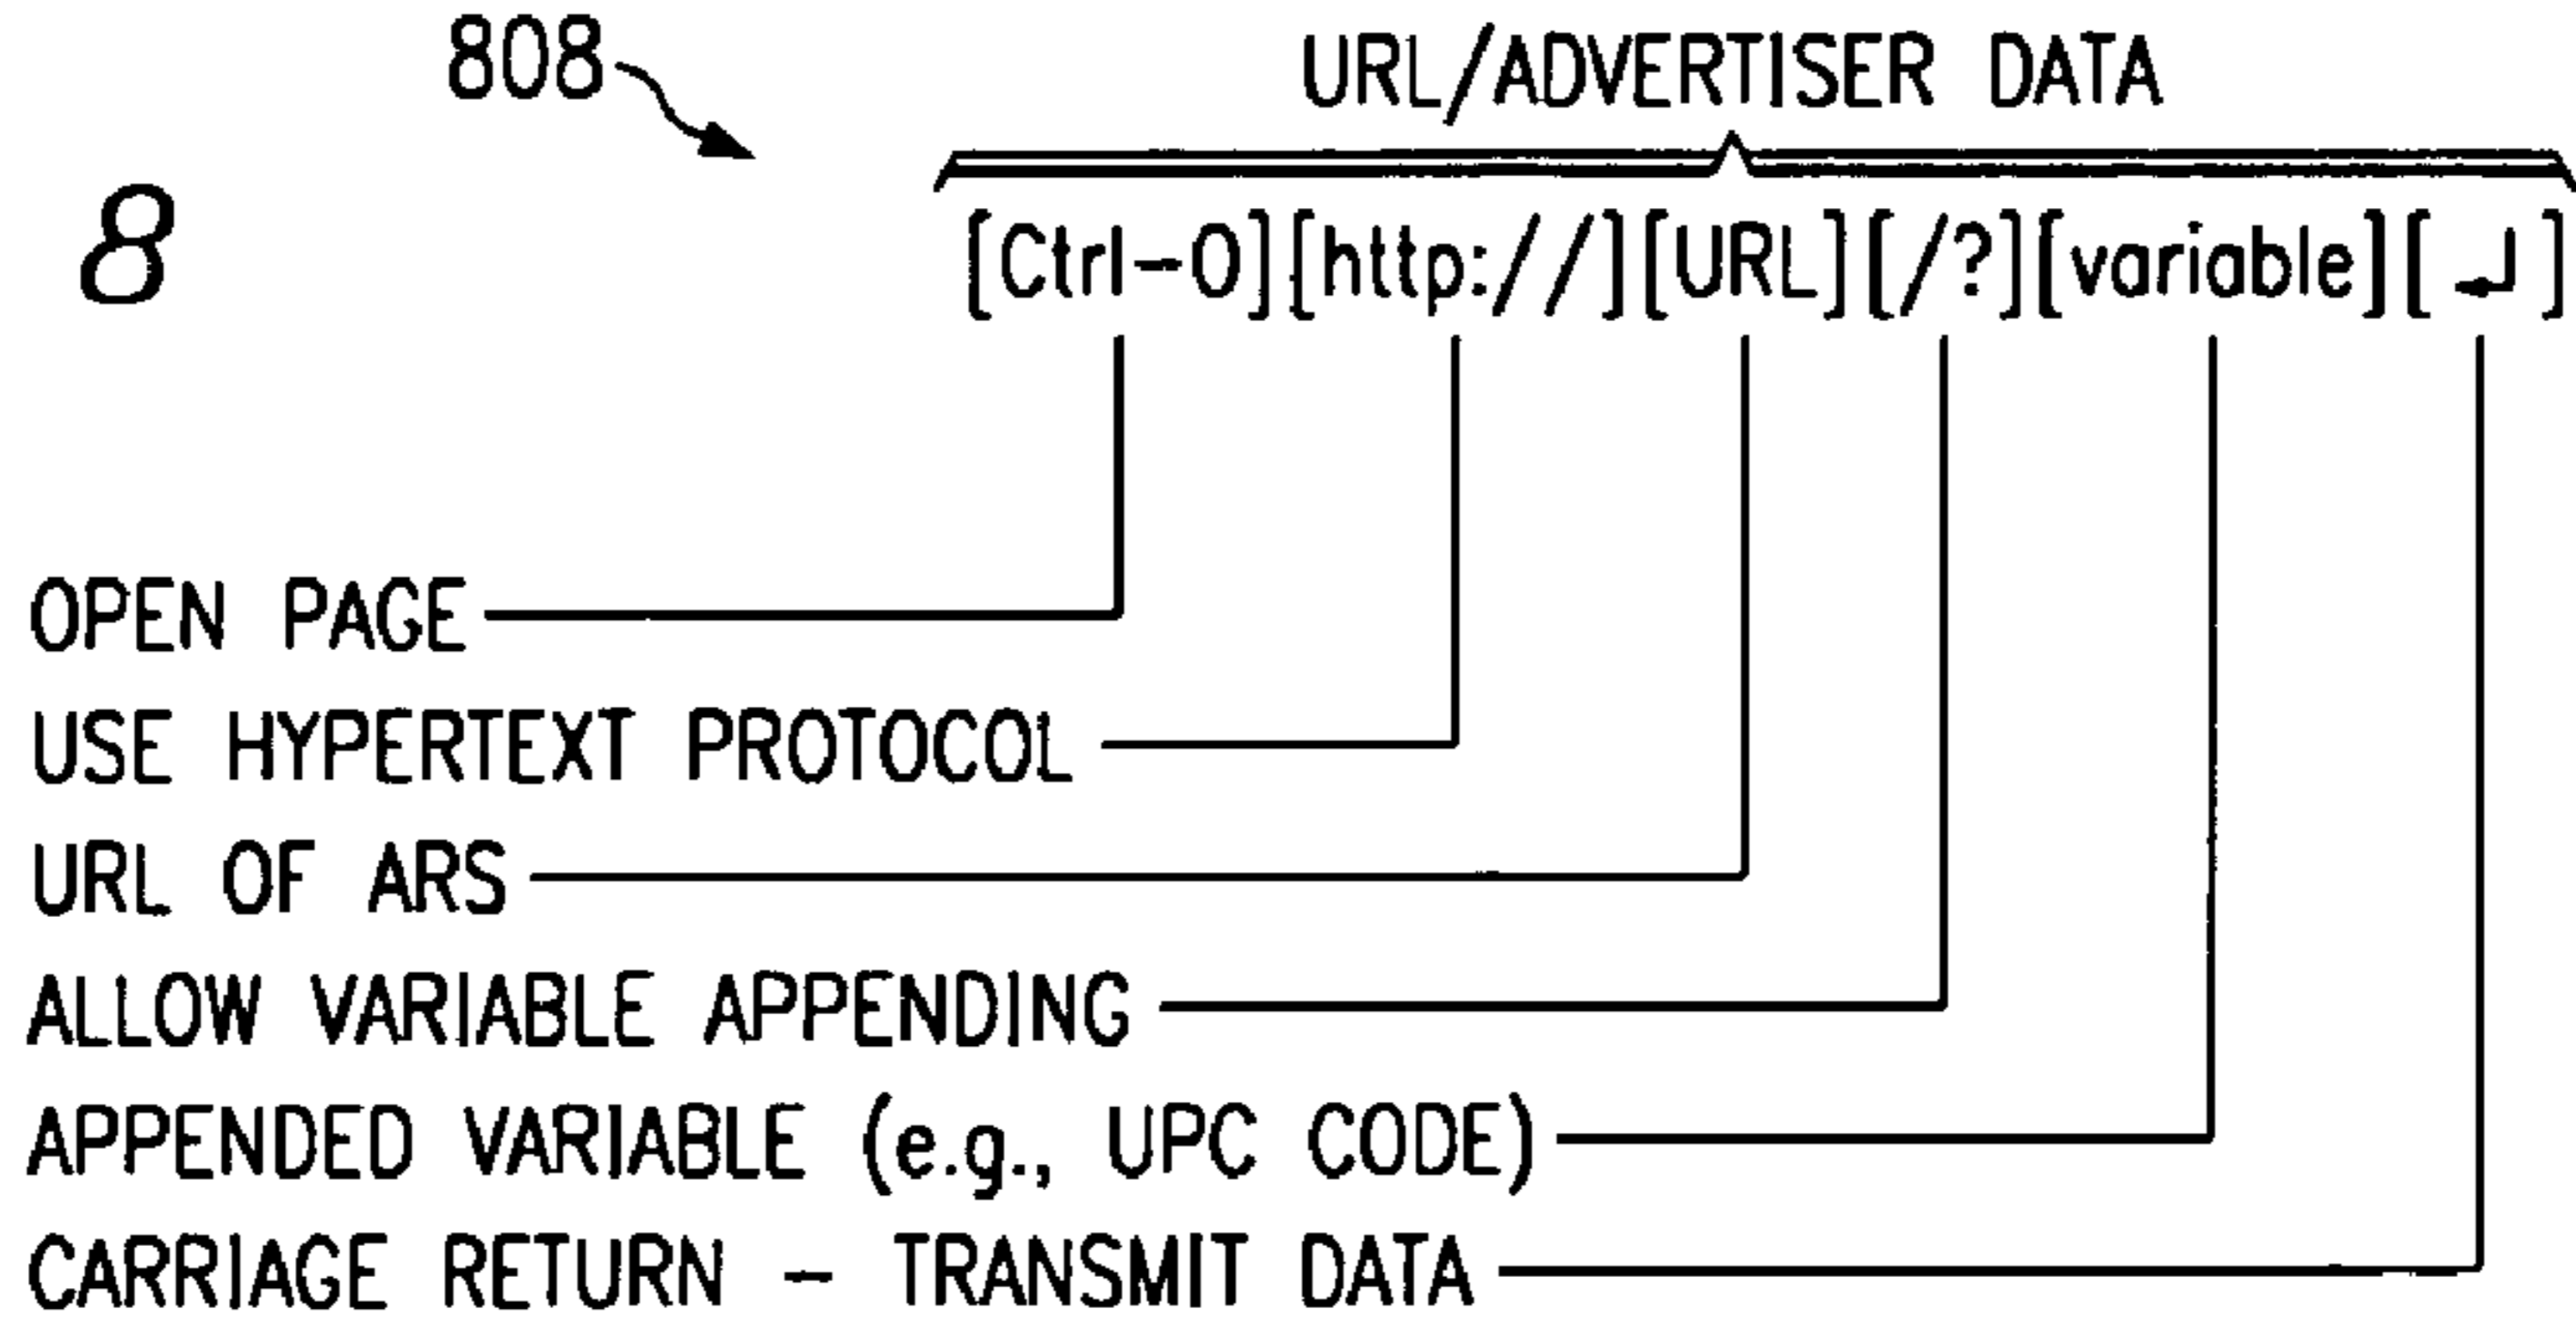 808
URL/ADVERTISER DATA
8
[Ctrl-O][http://][URL][/?][variable][↵]
OPEN PAGE
USE HYPERTEXT PROTOCOL
URL OF ARS
ALLOW VARIABLE APPENDING
APPENDED VARIABLE (e.g., UPC CODE)
CARRIAGE RETURN - TRANSMIT DATA